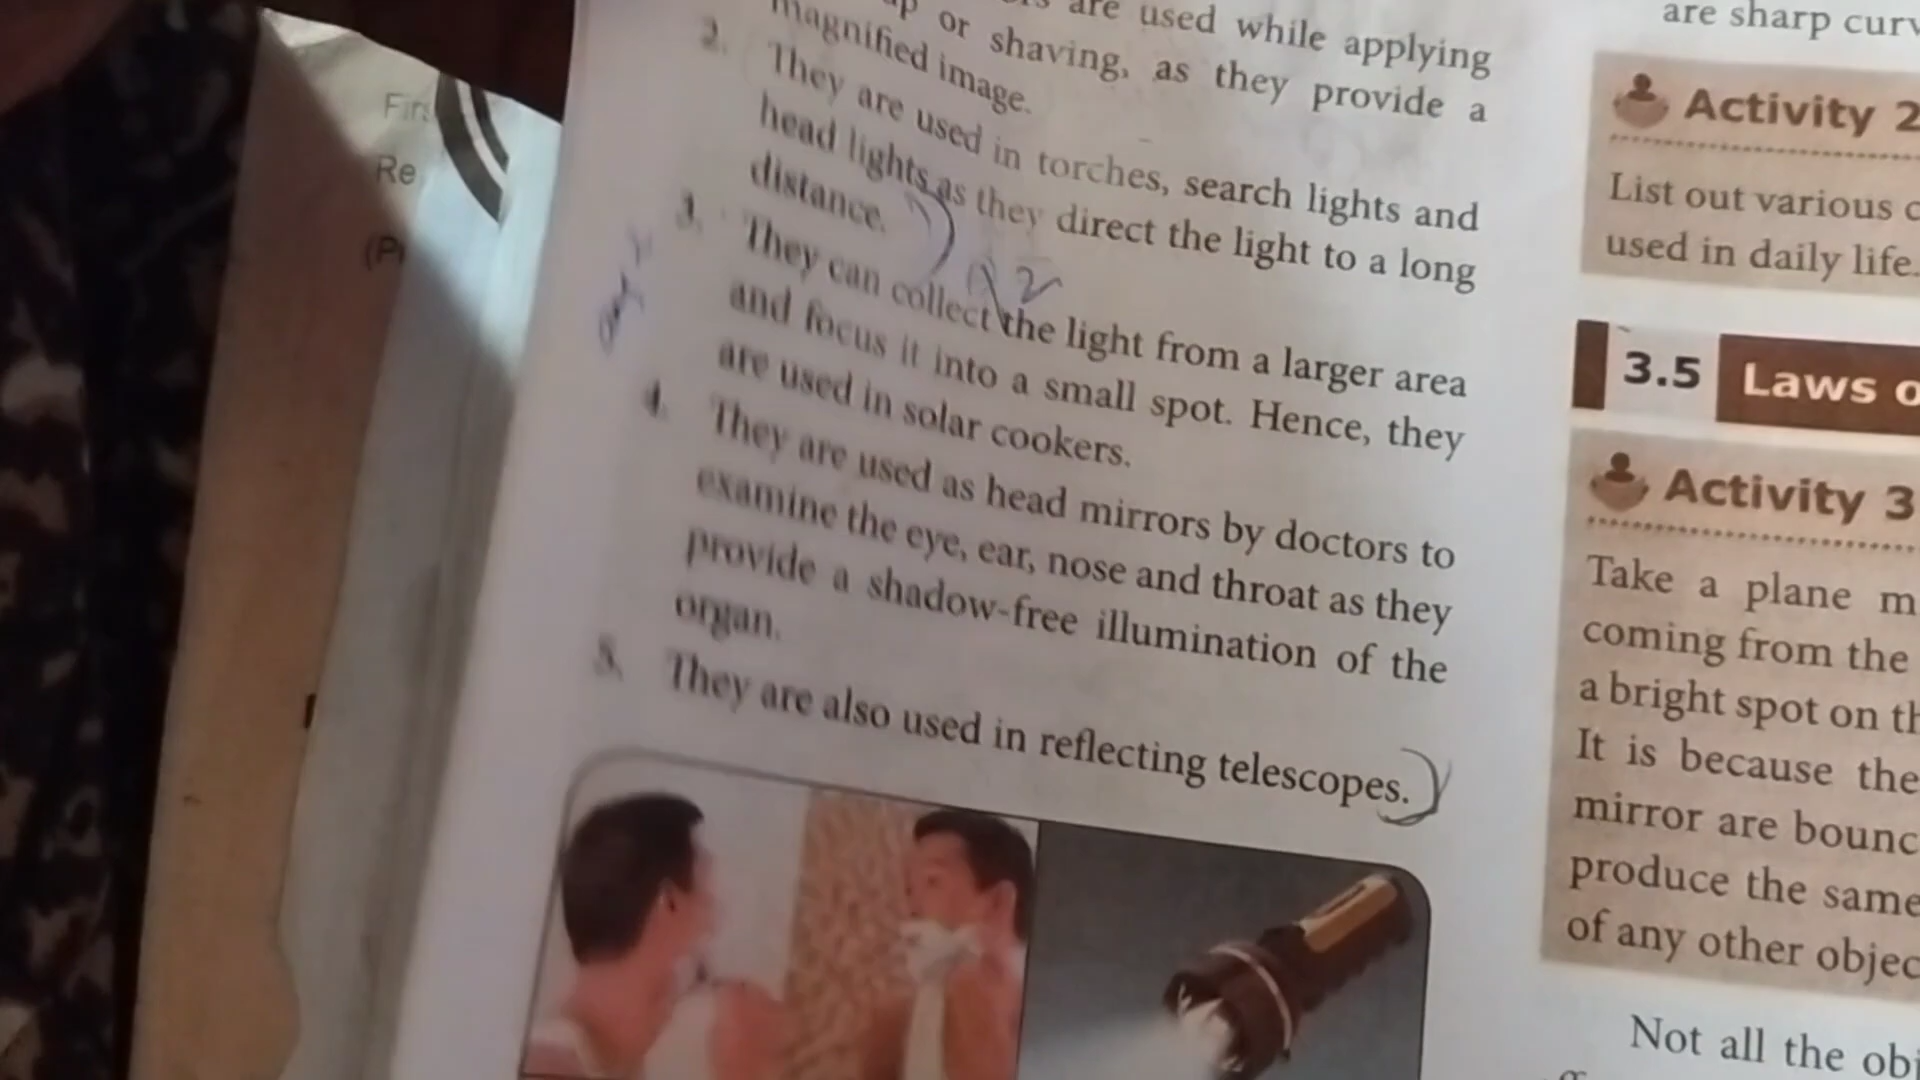 are used while applying
or shaving, as they provide a
magnified image.
2. They are used in torches, search lights and
head lights as they direct the light to a long
distance.
3. They can collect the light from a larger area
and focus it into a small spot. Hence, they
are used in solar cookers.
4. They are used as head mirrors by doctors to
examine the eye, ear, nose and throat as they
provide a shadow-free illumination of the
organ.
5. They are also used in reflecting telescopes.
2
Re
are sharp
Activity 2
List out various
used in daily life.
3.5 Laws
Activity 3
Take a plane
coming from the
a bright spot on
It is because the
mirror are
produce the same
of any other
Not all the